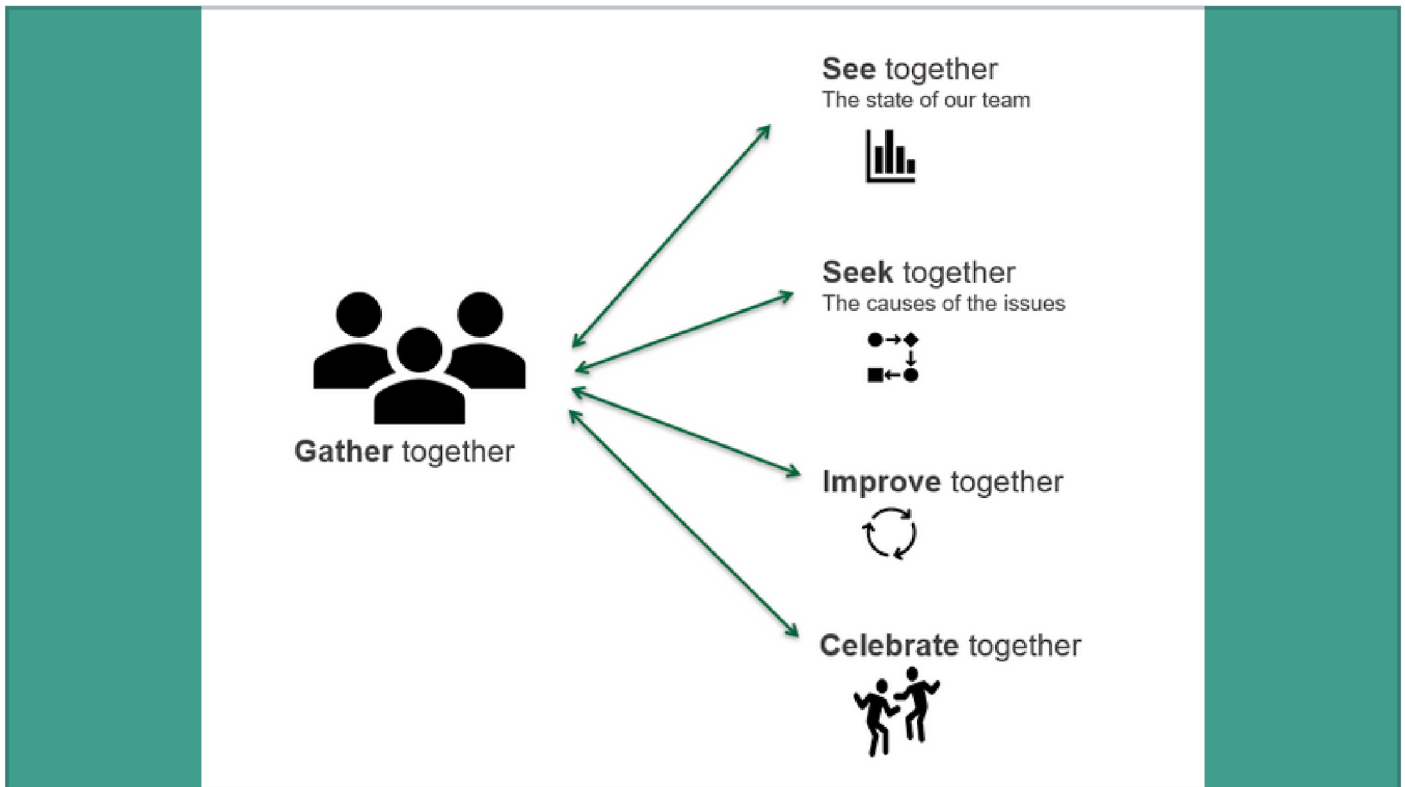 See together
The state of our team
Seek together
The causes of the issues
Gather together
Improve together
Celebrate together